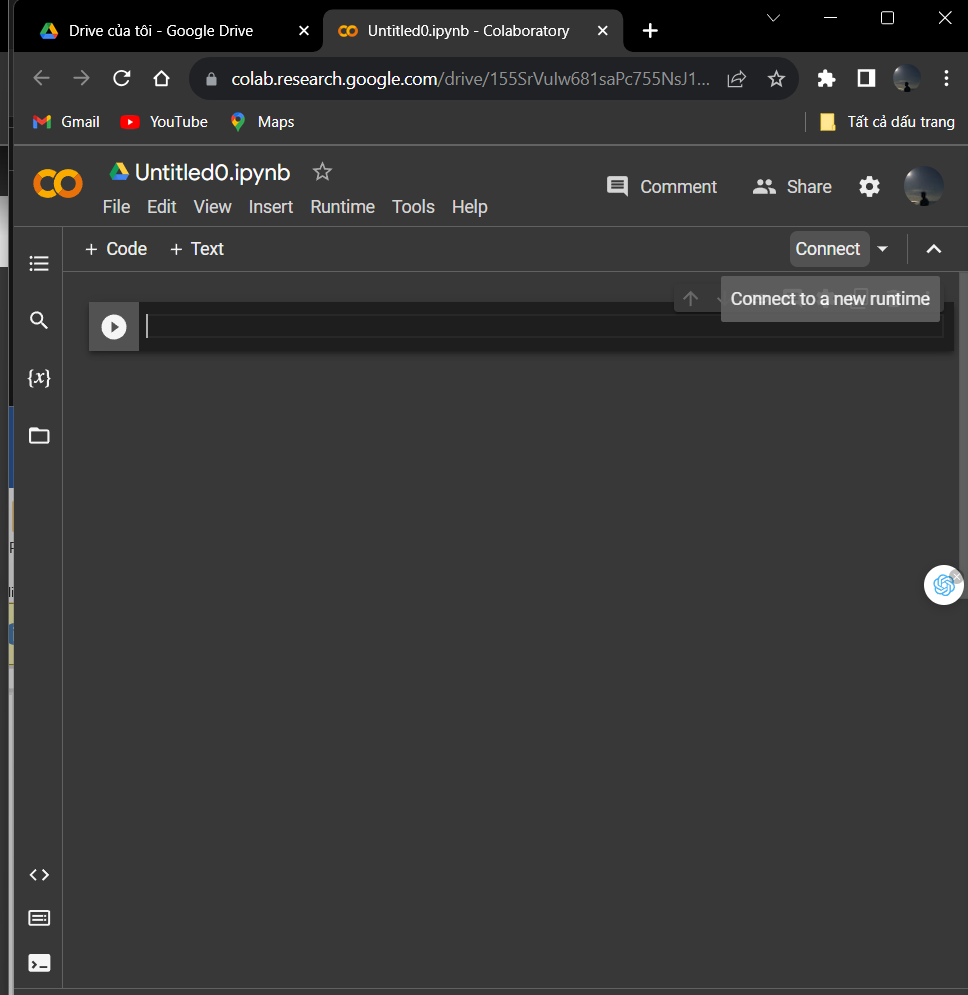 Drive của tôi - Google Drive
Untitled0.ipynb - Colaboratory
colab.research.google.com/drive/155SrVuIw681saPc755NsJ1...
Gmail
YouTube
Maps
Tất cả dấu trang
Untitled0.ipynb
Comment
Share
File Edit View Insert Runtime Tools Help
+ Code + Text
Connect
Connect to a new runtime
{x}